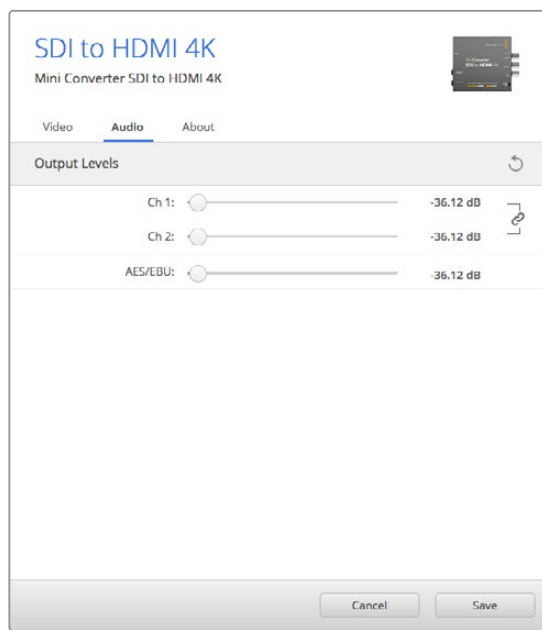 SDI to HDMI 4K
Mini Converter SDI to HDMI 4K
Video Audio About
Output Levels
Ch 1: -36.12 dB
Ch 2: -36.12 dB
AES/EBU: -36.12 dB
Cancel Save